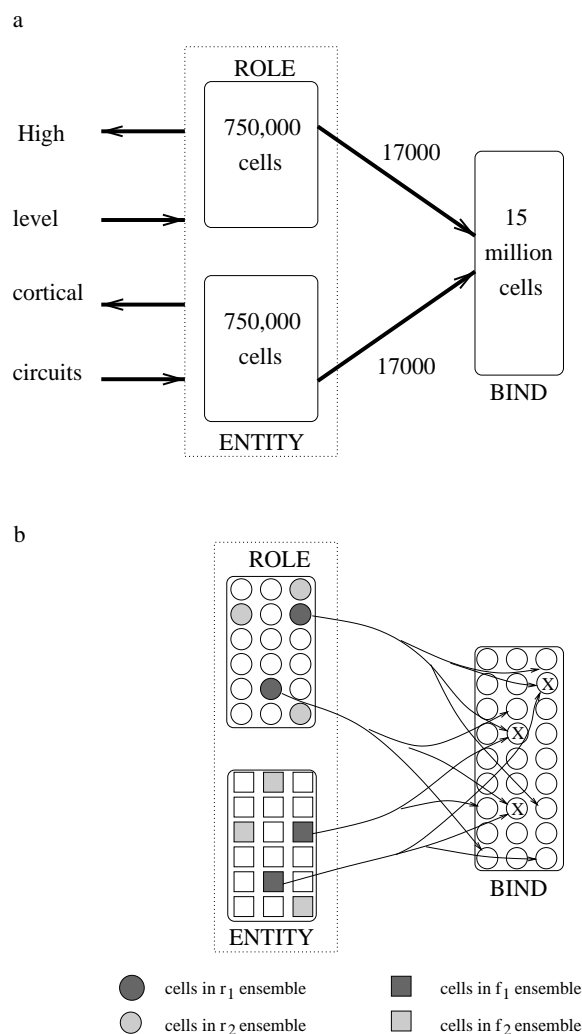 a
ROLE
750,000
cells
High
17000
level
15
million
cells
cortical
750,000
cells
circuits
17000
BIND
ENTITY
b
ROLE
X
X
X
BIND
ENTITY
cells in r1 ensemble
cells in f1 ensemble
cells in r2 ensemble
cells in f2 ensemble